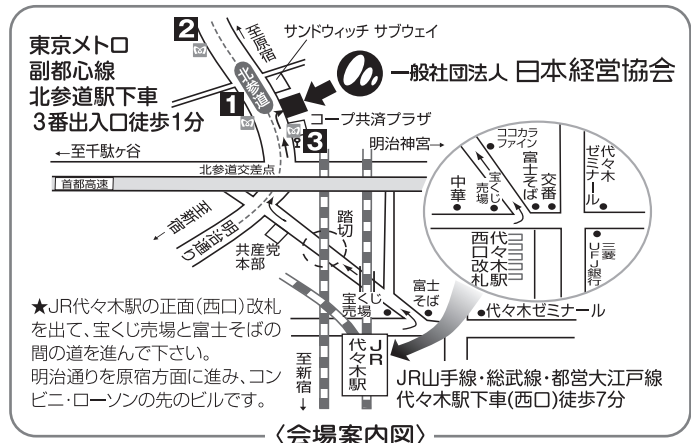 東京メトロ
副都心線
北参道駅下車
3番出入口徒歩1分
2
至原宿
サンドウィッチ サブウェイ
北参道
一般社団法人 日本経営協会
1
コープ共済プラザ
3
←至千駄ヶ谷
明治神宮→
北参道交差点
首都高速
至新宿
明治通り
共産党
本部
踏切
ココカラ
ファイン
代々木
ゼミナール
富士そば
交番
中華
宝くじ
売場
代々木駅
西口改札
三菱
UFJ銀行
宝くじ
売場
富士
そば
代々木ゼミナール
JR
代々木駅
至新宿
↓
★JR代々木駅の正面(西口)改札
を出て、宝くじ売場と富士そばの
間の道を進んで下さい。
明治通りを原宿方面に進み、コン
ビニ・ローソンの先のビルです。
JR山手線・総武線・都営大江戸線
代々木駅下車(西口)徒歩7分
〈会場案内図〉